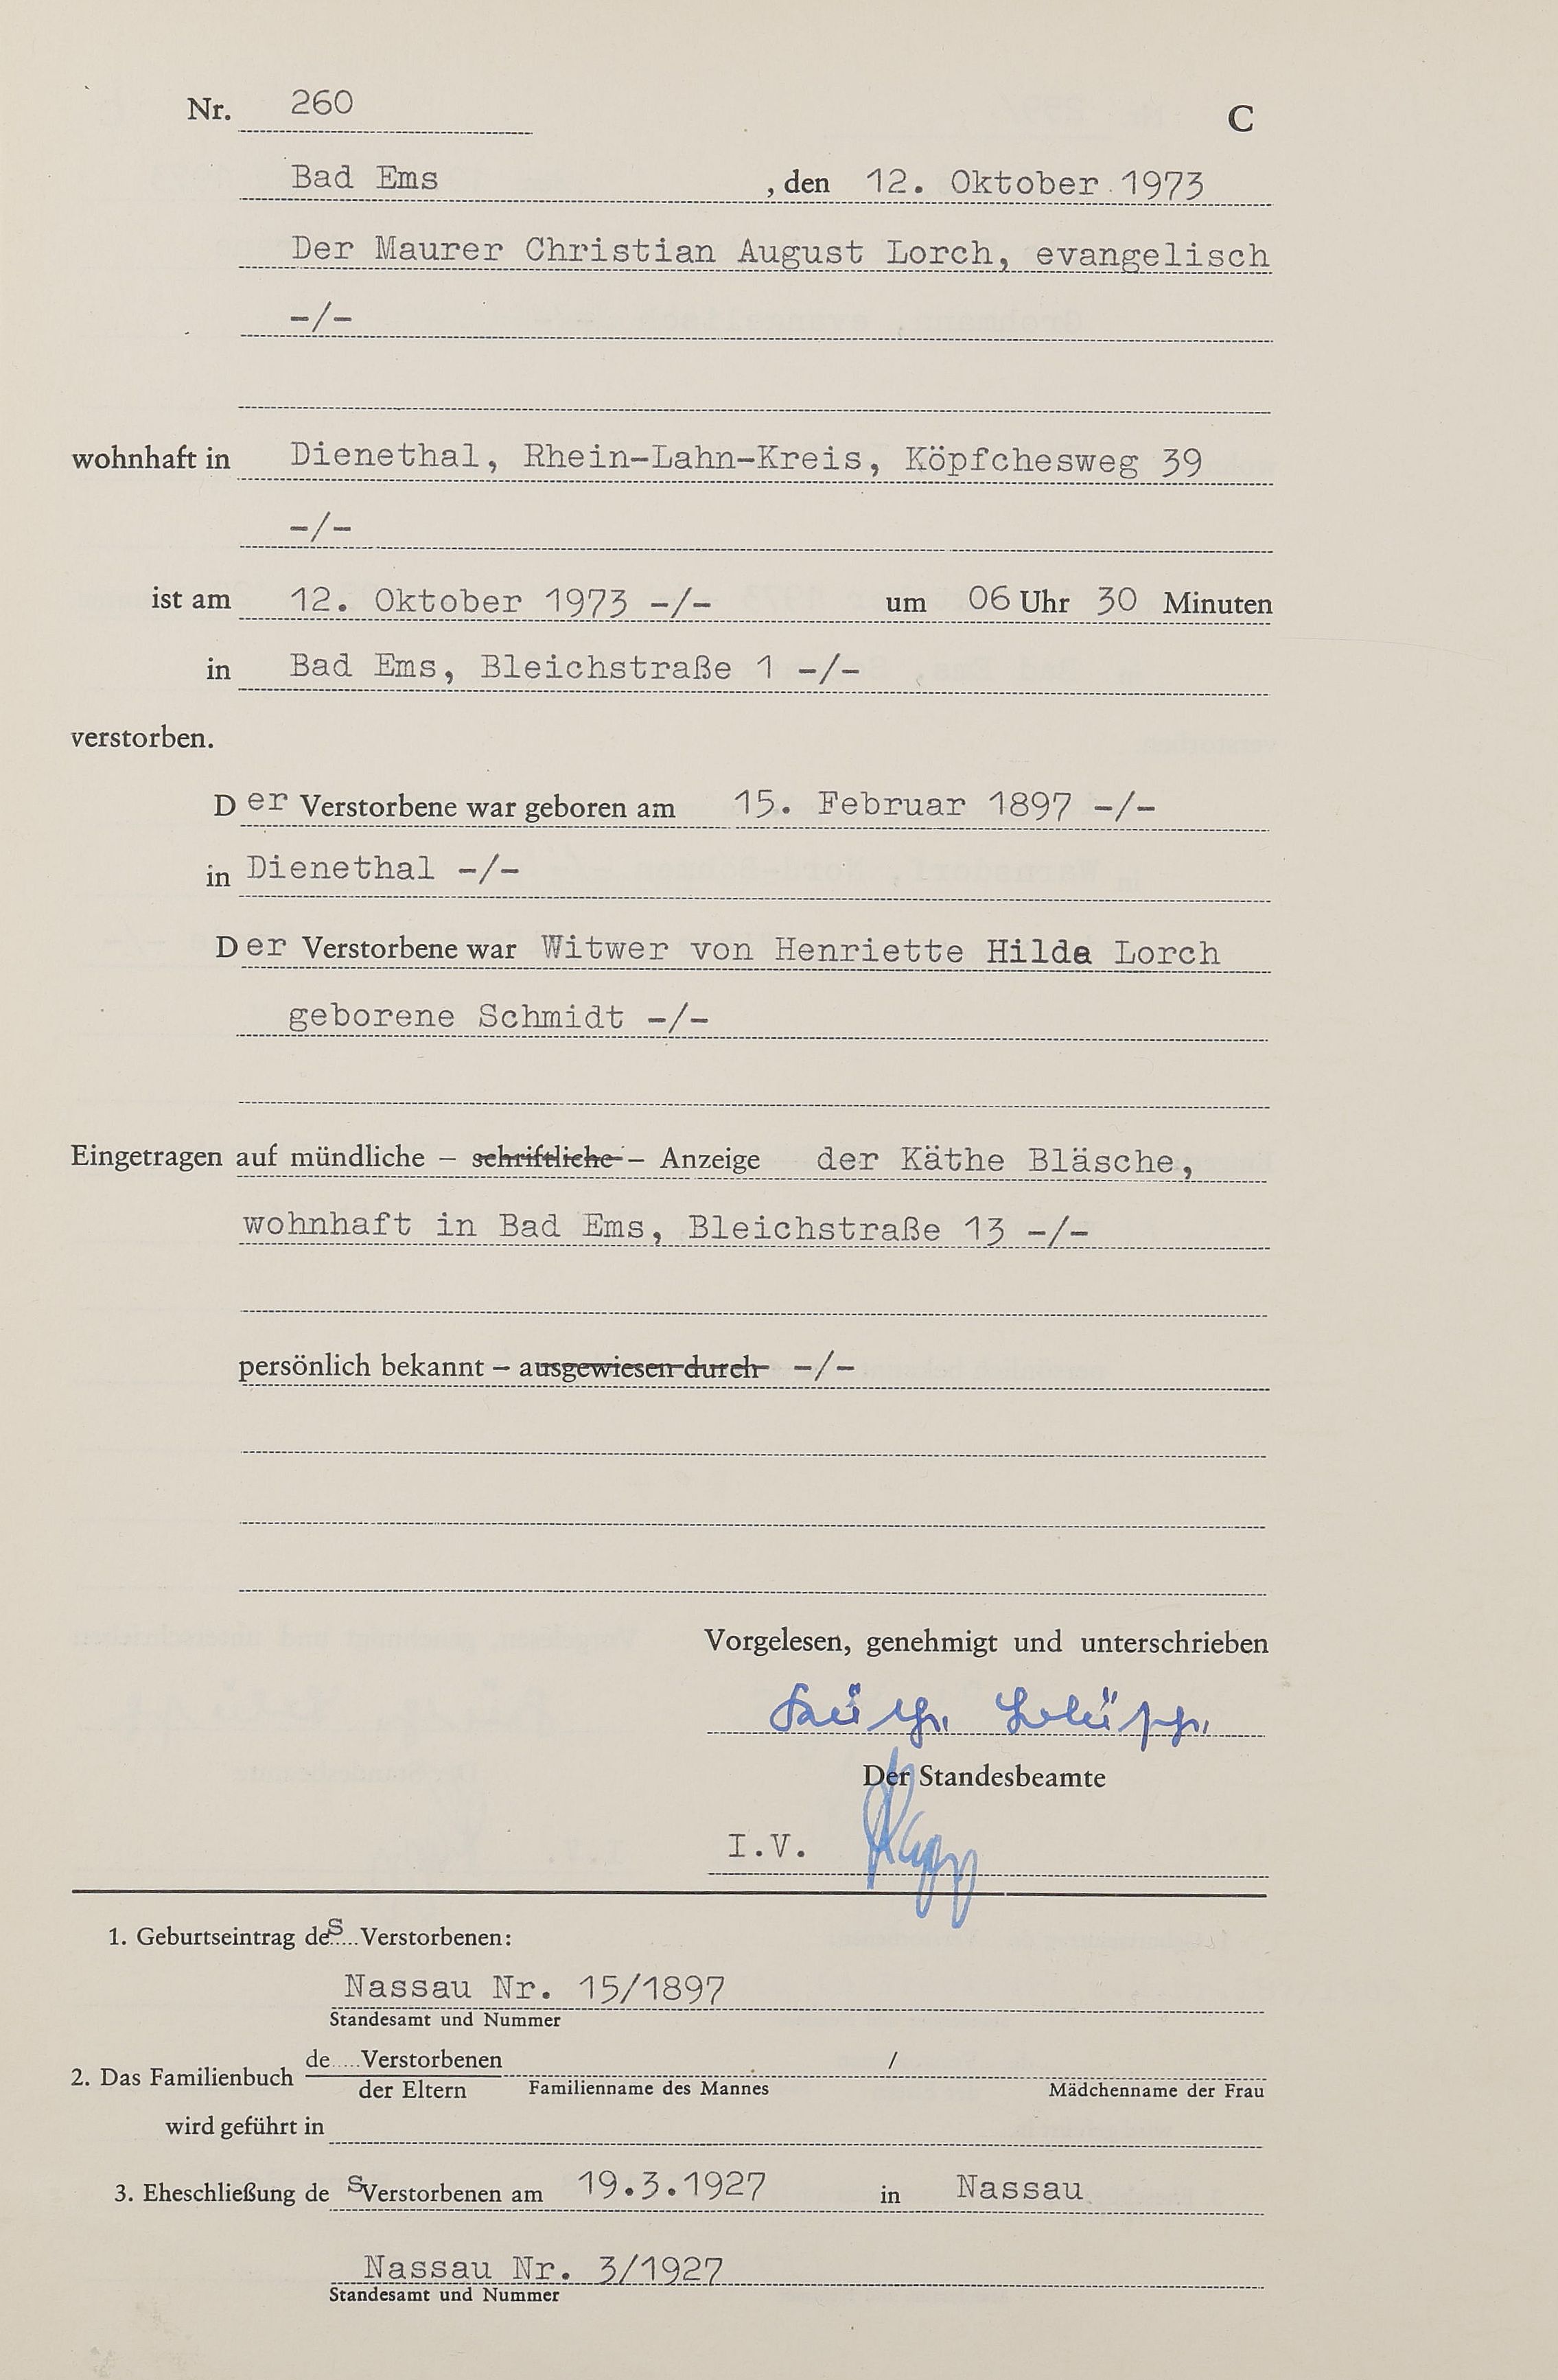 Nr. 260 C
Bad Ems , den 12. Oktober 1973
Der Maurer Christian August Lorch, evangelisch
-/-
wohnhaft in Dienethal, Rhein-Lahn-Kreis, Köpfchesweg 39
-/-
ist am 12. Oktober 1973 -/- um 06 Uhr 30 Minuten
in Bad Ems, Bleichstraße 1 -/-
verstorben.
Der Verstorbene war geboren am 15. Februar 1897 -/-
in Dienethal -/-
Der Verstorbene war Witwer von Henriette Hilda Lorch
geborene Schmidt -/-
Eingetragen auf mündliche – schriftliche – Anzeige der Käthe Bläsche,
wohnhaft in Bad Ems, Bleichstraße 13 -/-
persönlich bekannt – ausgewiesen durch -/-
Vorgelesen, genehmigt und unterschrieben
Käthe Bläsche
Der Standesbeamte
I.V.
1. Geburtseintrag des Verstorbenen:
Nassau Nr. 15/1897
Standesamt und Nummer
2. Das Familienbuch de.....Verstorbenen /
der Eltern Familienname des Mannes Mädchenname der Frau
wird geführt in
3. Eheschließung des Verstorbenen am 19.3.1927 in Nassau
Nassau Nr. 3/1927
Standesamt und Nummer